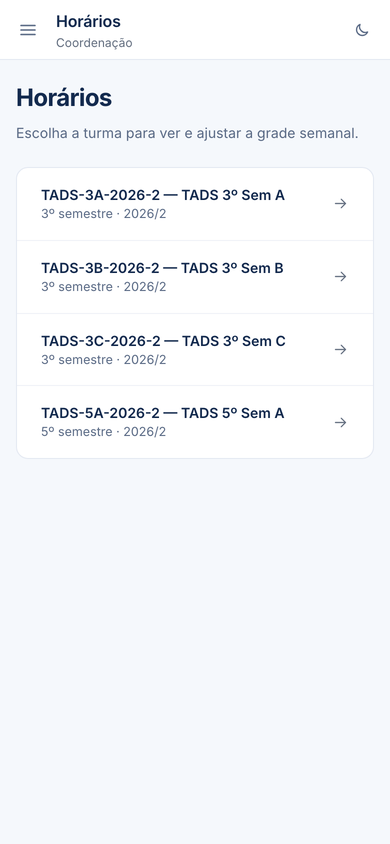 Horários
Coordenação
Horários
Escolha a turma para ver e ajustar a grade semanal.
TADS-3A-2026-2 — TADS 3º Sem A
3º semestre · 2026/2
TADS-3B-2026-2 — TADS 3º Sem B
3º semestre · 2026/2
TADS-3C-2026-2 — TADS 3º Sem C
3º semestre · 2026/2
TADS-5A-2026-2 — TADS 5º Sem A
5º semestre · 2026/2